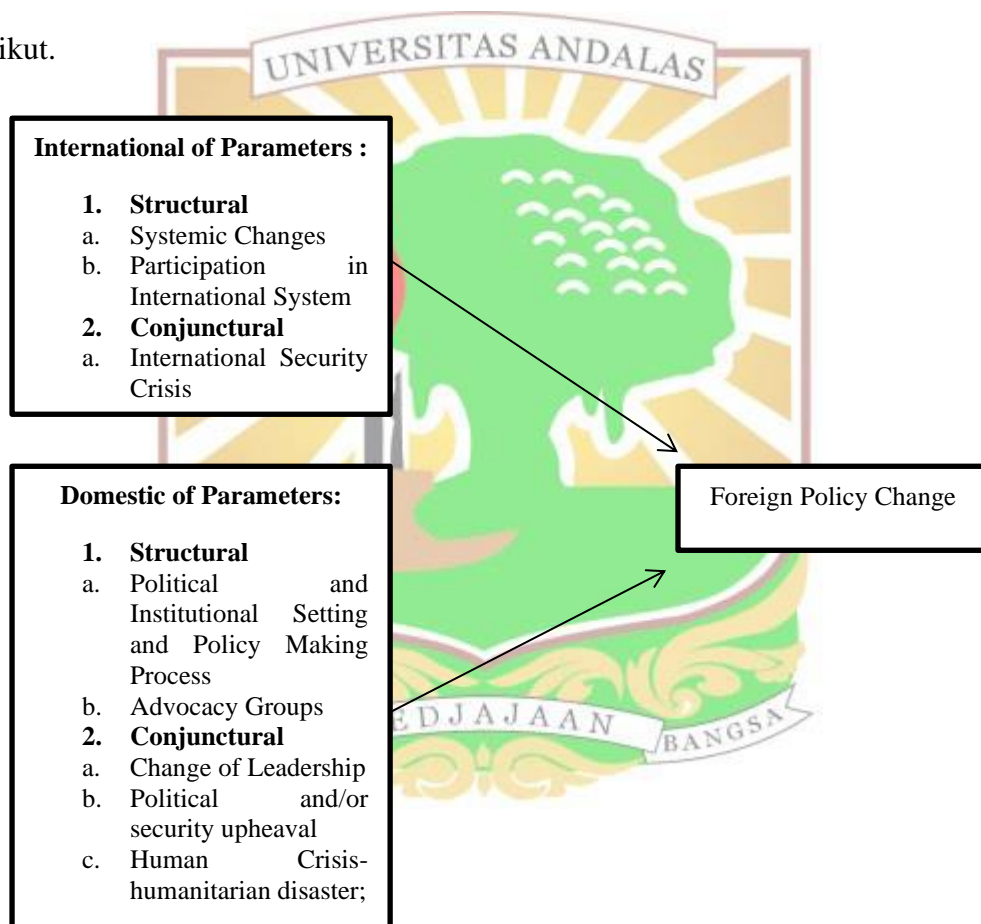 ikut.
UNIVERSITAS ANDALAS
International of Parameters :
1. Structural
a. Systemic Changes
b. Participation in
International System
2. Conjunctural
a. International Security
Crisis
Domestic of Parameters:
1. Structural
a. Political and
Institutional Setting
and Policy Making
Process
b. Advocacy Groups
2. Conjunctural
a. Change of Leadership
b. Political and/or
security upheaval
c. Human Crisis-
humanitarian disaster;
Foreign Policy Change
EDJAJAAN BANGSA